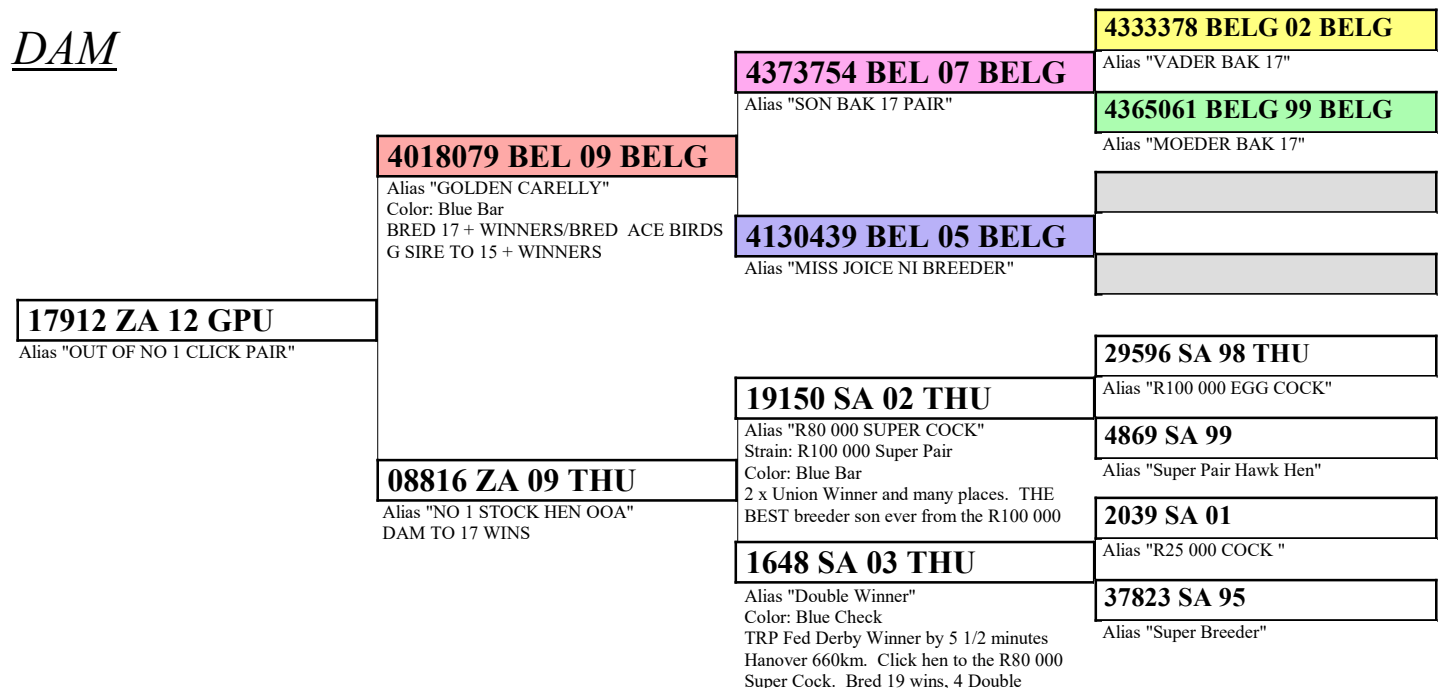 DAM
17912 ZA 12 GPU
Alias "OUT OF NO 1 CLICK PAIR"
4018079 BEL 09 BELG
Alias "GOLDEN CARELLY"
Color: Blue Bar
BRED 17 + WINNERS/BRED  ACE BIRDS
G SIRE TO 15 + WINNERS
08816 ZA 09 THU
Alias "NO 1 STOCK HEN OOA"
DAM TO 17 WINS
4373754 BEL 07 BELG
Alias "SON BAK 17 PAIR"
4130439 BEL 05 BELG
Alias "MISS JOICE NI BREEDER"
19150 SA 02 THU
Alias "R80 000 SUPER COCK"
Strain: R100 000 Super Pair
Color: Blue Bar
2 x Union Winner and many places.  THE
BEST breeder son ever from the R100 000
1648 SA 03 THU
Alias "Double Winner"
Color: Blue Check
TRP Fed Derby Winner by 5 1/2 minutes
Hanover 660km.  Click hen to the R80 000
Super Cock.  Bred 19 wins, 4 Double
4333378 BELG 02 BELG
Alias "VADER BAK 17"
4365061 BELG 99 BELG
Alias "MOEDER BAK 17"
29596 SA 98 THU
Alias "R100 000 EGG COCK"
4869 SA 99
Alias "Super Pair Hawk Hen"
2039 SA 01
Alias "R25 000 COCK "
37823 SA 95
Alias "Super Breeder"